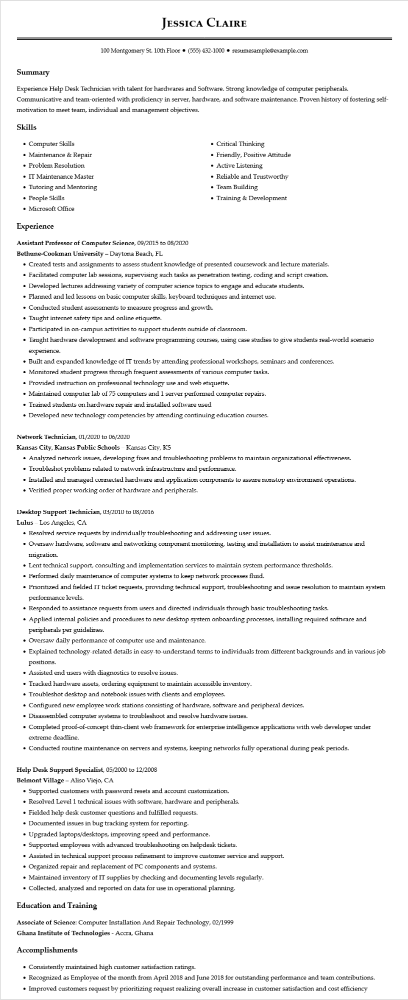 Jessica Claire
100 Montgomery St. 10th Floor ● (555) 432-1000 ● resumesample@example.com
Summary
Experience Help Desk Technician with talent for hardwares and Software. Strong knowledge of computer peripherals.
Communicative and team-oriented with proficiency in server, hardware, and software maintenance. Proven history of fostering self-
motivation to meet team, individual and management objectives.
Skills
• Computer Skills
• Maintenance & Repair
• Problem Resolution
• IT Maintenance Master
• Tutoring and Mentoring
• People Skills
• Microsoft Office
• Critical Thinking
• Friendly, Positive Attitude
• Active Listening
• Reliable and Trustworthy
• Team Building
• Training & Development
Experience
Assistant Professor of Computer Science, 09/2015 to 08/2020
Bethune-Cookman University – Daytona Beach, FL
• Created tests and assignments to assess student knowledge of presented coursework and lecture materials.
• Facilitated computer lab sessions, supervising such tasks as penetration testing, coding and script creation.
• Developed lectures addressing variety of computer science topics to engage and educate students.
• Planned and led lessons on basic computer skills, keyboard techniques and internet use.
• Conducted student assessments to measure progress and growth.
• Taught internet safety tips and online etiquette.
• Participated in on-campus activities to support students outside of classroom.
• Taught hardware development and software programming courses, using case studies to give students real-world scenario
experience.
• Built and expanded knowledge of IT trends by attending professional workshops, seminars and conferences.
• Monitored student progress through frequent assessments of various computer tasks.
• Provided instruction on professional technology use and web etiquette.
• Maintained computer lab of 75 computers and 1 server performed computer repairs.
• Trained students on hardware repair and installed software used
• Developed new technology competencies by attending continuing education courses.
Network Technician, 01/2020 to 06/2020
Kansas City, Kansas Public Schools – Kansas City, KS
• Analyzed network issues, developing fixes and troubleshooting problems to maintain organizational effectiveness.
• Troubleshot problems related to network infrastructure and performance.
• Installed and managed connected hardware and application components to assure nonstop environment operations.
• Verified proper working order of hardware and peripherals.
Desktop Support Technician, 03/2010 to 08/2016
Lulus – Los Angeles, CA
• Resolved service requests by individually troubleshooting and addressing user issues.
• Oversaw hardware, software and networking component monitoring, testing and installation to assist maintenance and
migration.
• Lent technical support, consulting and implementation services to maintain system performance thresholds.
• Performed daily maintenance of computer systems to keep network processes fluid.
• Prioritized and fielded IT ticket requests, providing technical support, troubleshooting and issue resolution to maintain system
performance levels.
• Responded to assistance requests from users and directed individuals through basic troubleshooting tasks.
• Applied internal policies and procedures to new desktop system onboarding processes, installing required software and
peripherals per guidelines.
• Oversaw daily performance of computer use and maintenance.
• Explained technology-related details in easy-to-understand terms to individuals from different backgrounds and in various job
positions.
• Assisted end users with diagnostics to resolve issues.
• Tracked hardware assets, ordering equipment to maintain accessible inventory.
• Troubleshot desktop and notebook issues with clients and employees.
• Configured new employee work stations consisting of hardware, software and peripheral devices.
• Disassembled computer systems to troubleshoot and resolve hardware issues.
• Completed proof-of-concept thin-client web framework for enterprise intelligence applications with web developer under
extreme deadline.
• Conducted routine maintenance on servers and systems, keeping networks fully operational during peak periods.
Help Desk Support Specialist, 05/2000 to 12/2008
Belmont Village – Aliso Viejo, CA
• Supported customers with password resets and account customization.
• Resolved Level 1 technical issues with software, hardware and peripherals.
• Fielded help desk customer questions and fulfilled requests.
• Documented issues in bug tracking system for reporting.
• Upgraded laptops/desktops, improving speed and performance.
• Supported employees with advanced troubleshooting on helpdesk tickets.
• Assisted in technical support process refinement to improve customer service and support.
• Organized repair and replacement of PC components and systems.
• Maintained inventory of IT supplies by checking and documenting levels regularly.
• Collected, analyzed and reported on data for use in operational planning.
Education and Training
Associate of Science: Computer Installation And Repair Technology, 02/1999
Ghana Institute of Technologies - Accra, Ghana
Accomplishments
• Consistently maintained high customer satisfaction ratings.
• Recognized as Employee of the month from April 2018 and June 2018 for outstanding performance and team contributions.
• Improved customers request by prioritizing request realizing overall increase in customer satisfaction and cost efficiency